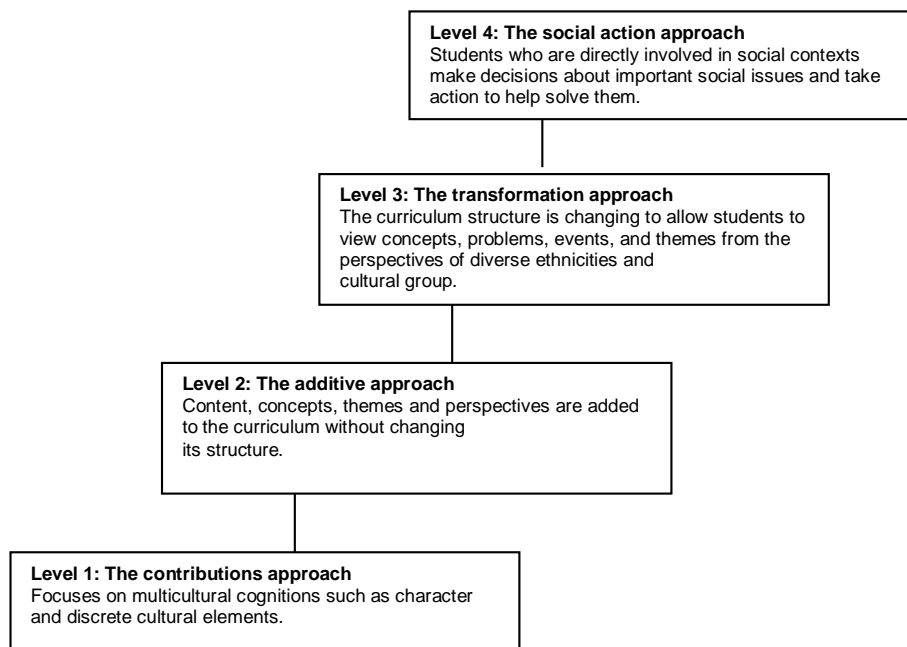 Level 4: The social action approach
Students who are directly involved in social contexts
make decisions about important social issues and take
action to help solve them.
Level 3: The transformation approach
The curriculum structure is changing to allow students to
view concepts, problems, events, and themes from the
perspectives of diverse ethnicities and
cultural group.
Level 2: The additive approach
Content, concepts, themes and perspectives are added
to the curriculum without changing
its structure.
Level 1: The contributions approach
Focuses on multicultural cognitions such as character
and discrete cultural elements.